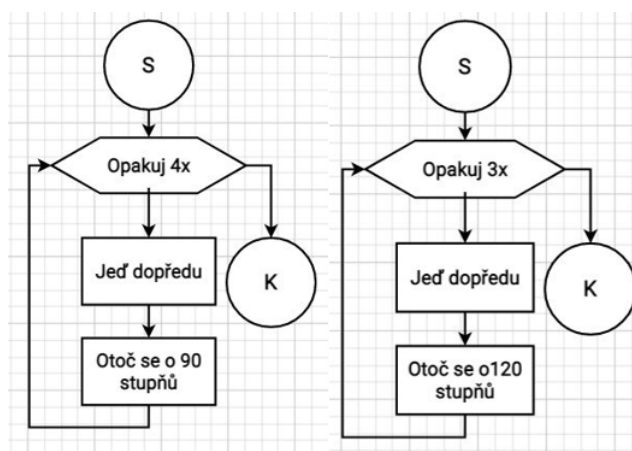 S
Opakuj 4x
Jeď dopředu
K
Otoč se o 90
stupňů
S
Opakuj 3x
Jeď dopředu
K
Otoč se o120
stupňů